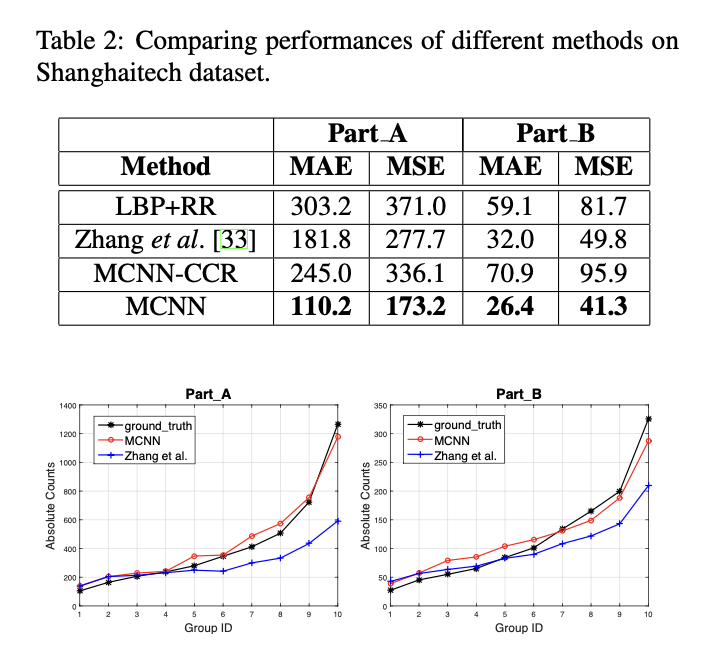 Table 2: Comparing performances of different methods on
Shanghaitech dataset.
Part_A Part_B
Method MAE MSE MAE MSE
LBP+RR 303.2 371.0 59.1 81.7
Zhang et al. [33] 181.8 277.7 32.0 49.8
MCNN-CCR 245.0 336.1 70.9 95.9
MCNN 110.2 173.2 26.4 41.3
Part_A
1400
1200
1000
800
600
400
200
0
Absolute Counts
ground_truth
MCNN
Zhang et al.
1 2 3 4 5 6 7 8 9 10
Group ID
Part_B
350
300
250
200
150
100
50
0
Absolute Counts
ground_truth
MCNN
Zhang et al.
1 2 3 4 5 6 7 8 9 10
Group ID